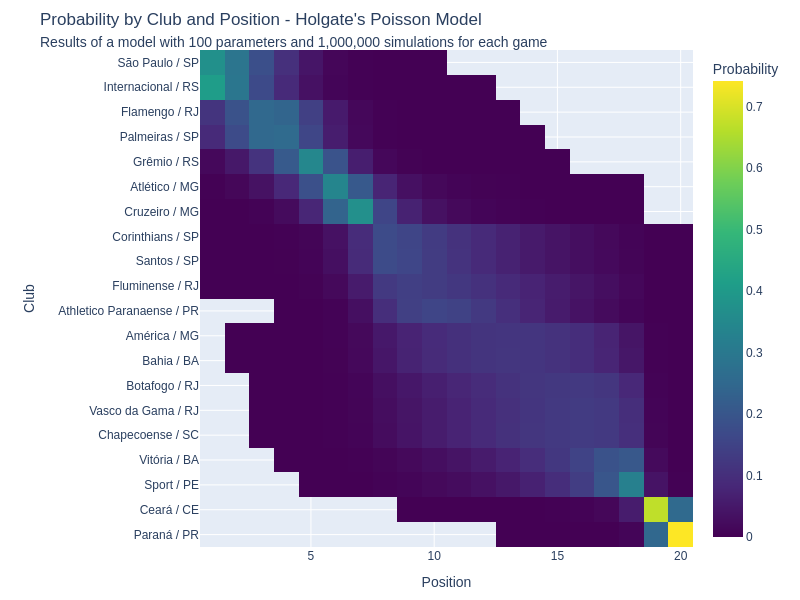 Probability by Club and Position - Holgate's Poisson Model
Results of a model with 100 parameters and 1,000,000 simulations for each game
Probability
Club
São Paulo / SP
Internacional / RS
Flamengo / RJ
Palmeiras / SP
Grêmio / RS
Atlético / MG
Cruzeiro / MG
Corinthians / SP
Santos / SP
Fluminense / RJ
Athletico Paranaense / PR
América / MG
Bahia / BA
Botafogo / RJ
Vasco da Gama / RJ
Chapecoense / SC
Vitória / BA
Sport / PE
Ceará / CE
Paraná / PR
5
10
15
20
Position
0.7
0.6
0.5
0.4
0.3
0.2
0.1
0